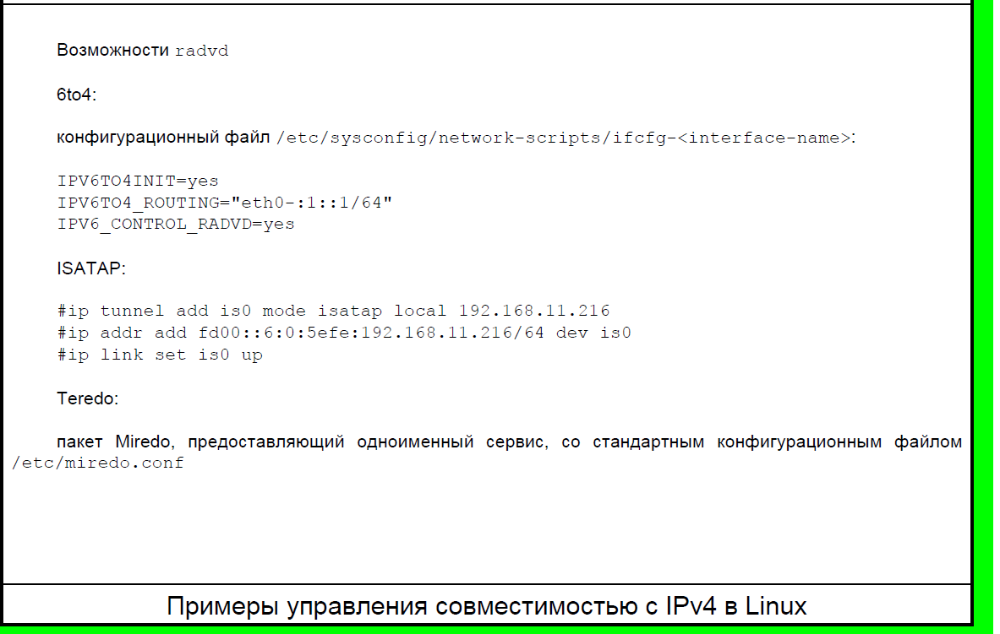 Возможности radvd
6to4:
конфигурационный файл /etc/sysconfig/network-scripts/ifcfg-<interface-name>:
IPV6TO4INIT=yes
IPV6TO4_ROUTING="eth0-:1::1/64"
IPV6_CONTROL_RADVD=yes
ISATAP:
#ip tunnel add is0 mode isatap local 192.168.11.216
#ip addr add fd00::6:0:5efe:192.168.11.216/64 dev is0
#ip link set is0 up
Teredo:
пакет Miredo, предоставляющий одноименный сервис, со стандартным конфигурационным файлом
/etc/miredo.conf
Примеры управления совместимостью с IPv4 в Linux